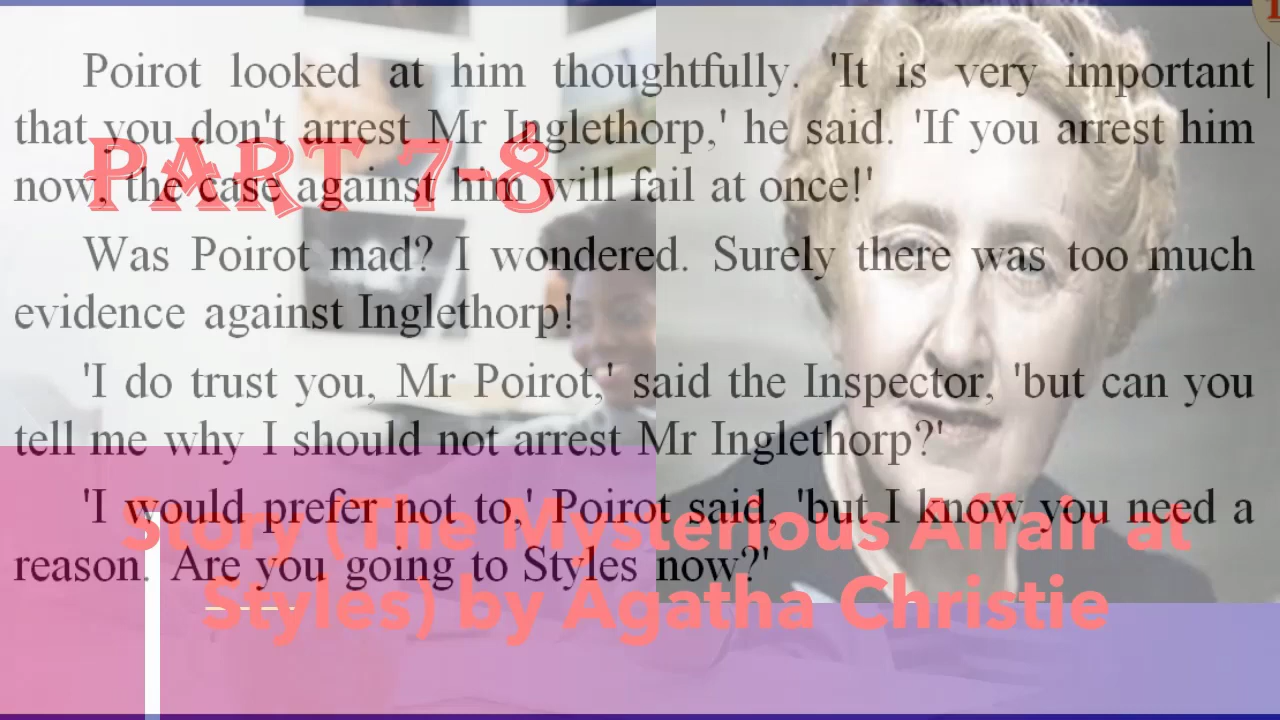 Poirot looked at him thoughtfully. 'It is very important
that you don't arrest Mr Inglethorp,' he said. 'If you arrest him
now, the case against him will fail at once!'
PART 7-8
Was Poirot mad? I wondered. Surely there was too much
evidence against Inglethorp!
'I do trust you, Mr Poirot,' said the Inspector, 'but can you
tell me why I should not arrest Mr Inglethorp?'
'I would prefer not to,' Poirot said, 'but I know you need a
reason. Are you going to Styles now?'
Story (The Mysterious Affair at
Styles) by Agatha Christie